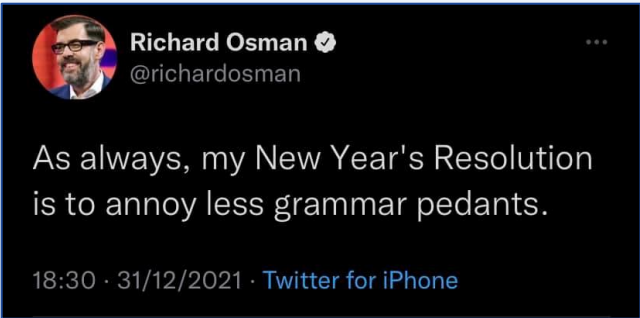 Richard Osman
@richardosman
As always, my New Year's Resolution
is to annoy less grammar pedants.
18:30 · 31/12/2021 · Twitter for iPhone